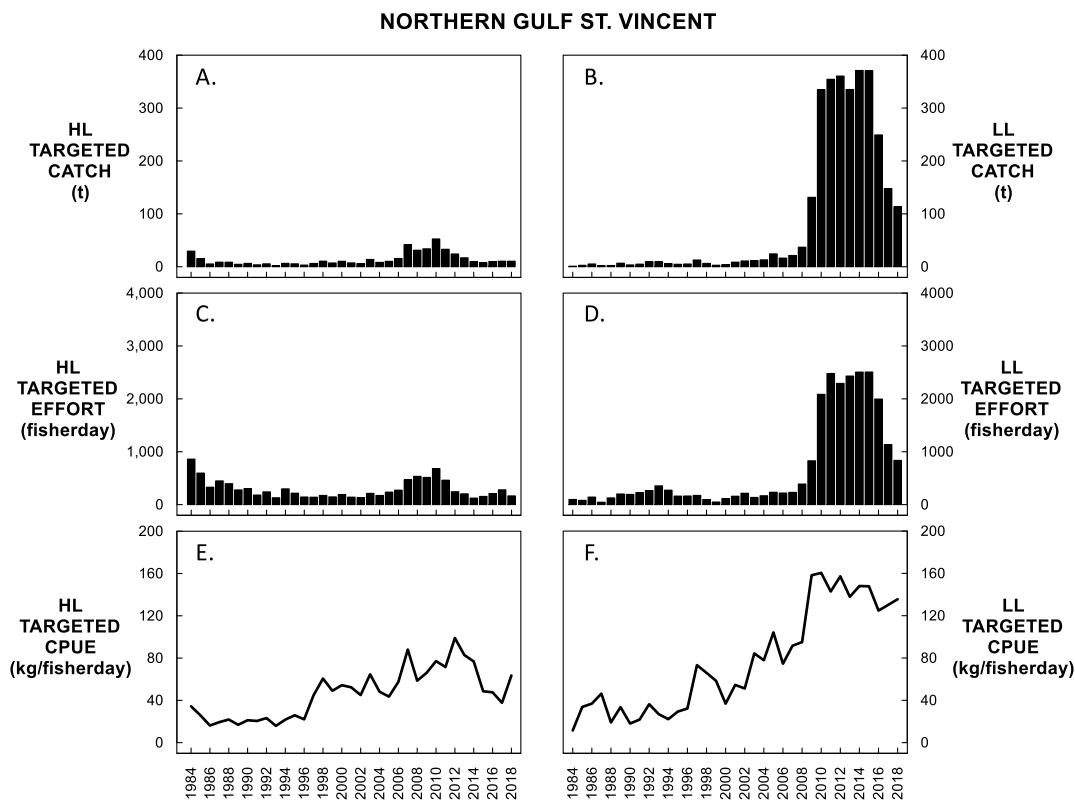 NORTHERN GULF ST. VINCENT
HL
TARGETED
CATCH
(t)
400
300
200
100
0
A.
B.
400
300
200
100
0
LL
TARGETED
CATCH
(t)
HL
TARGETED
EFFORT
(fisherday)
4,000
3,000
2,000
1,000
0
C.
D.
4000
3000
2000
1000
0
LL
TARGETED
EFFORT
(fisherday)
HL
TARGETED
CPUE
(kg/fisherday)
200
160
120
80
40
0
E.
F.
200
160
120
80
40
0
LL
TARGETED
CPUE
(kg/fisherday)
1984
1986
1988
1990
1992
1994
1996
1998
2000
2002
2004
2006
2008
2010
2012
2014
2016
2018
1984
1986
1988
1990
1992
1994
1996
1998
2000
2002
2004
2006
2008
2010
2012
2014
2016
2018